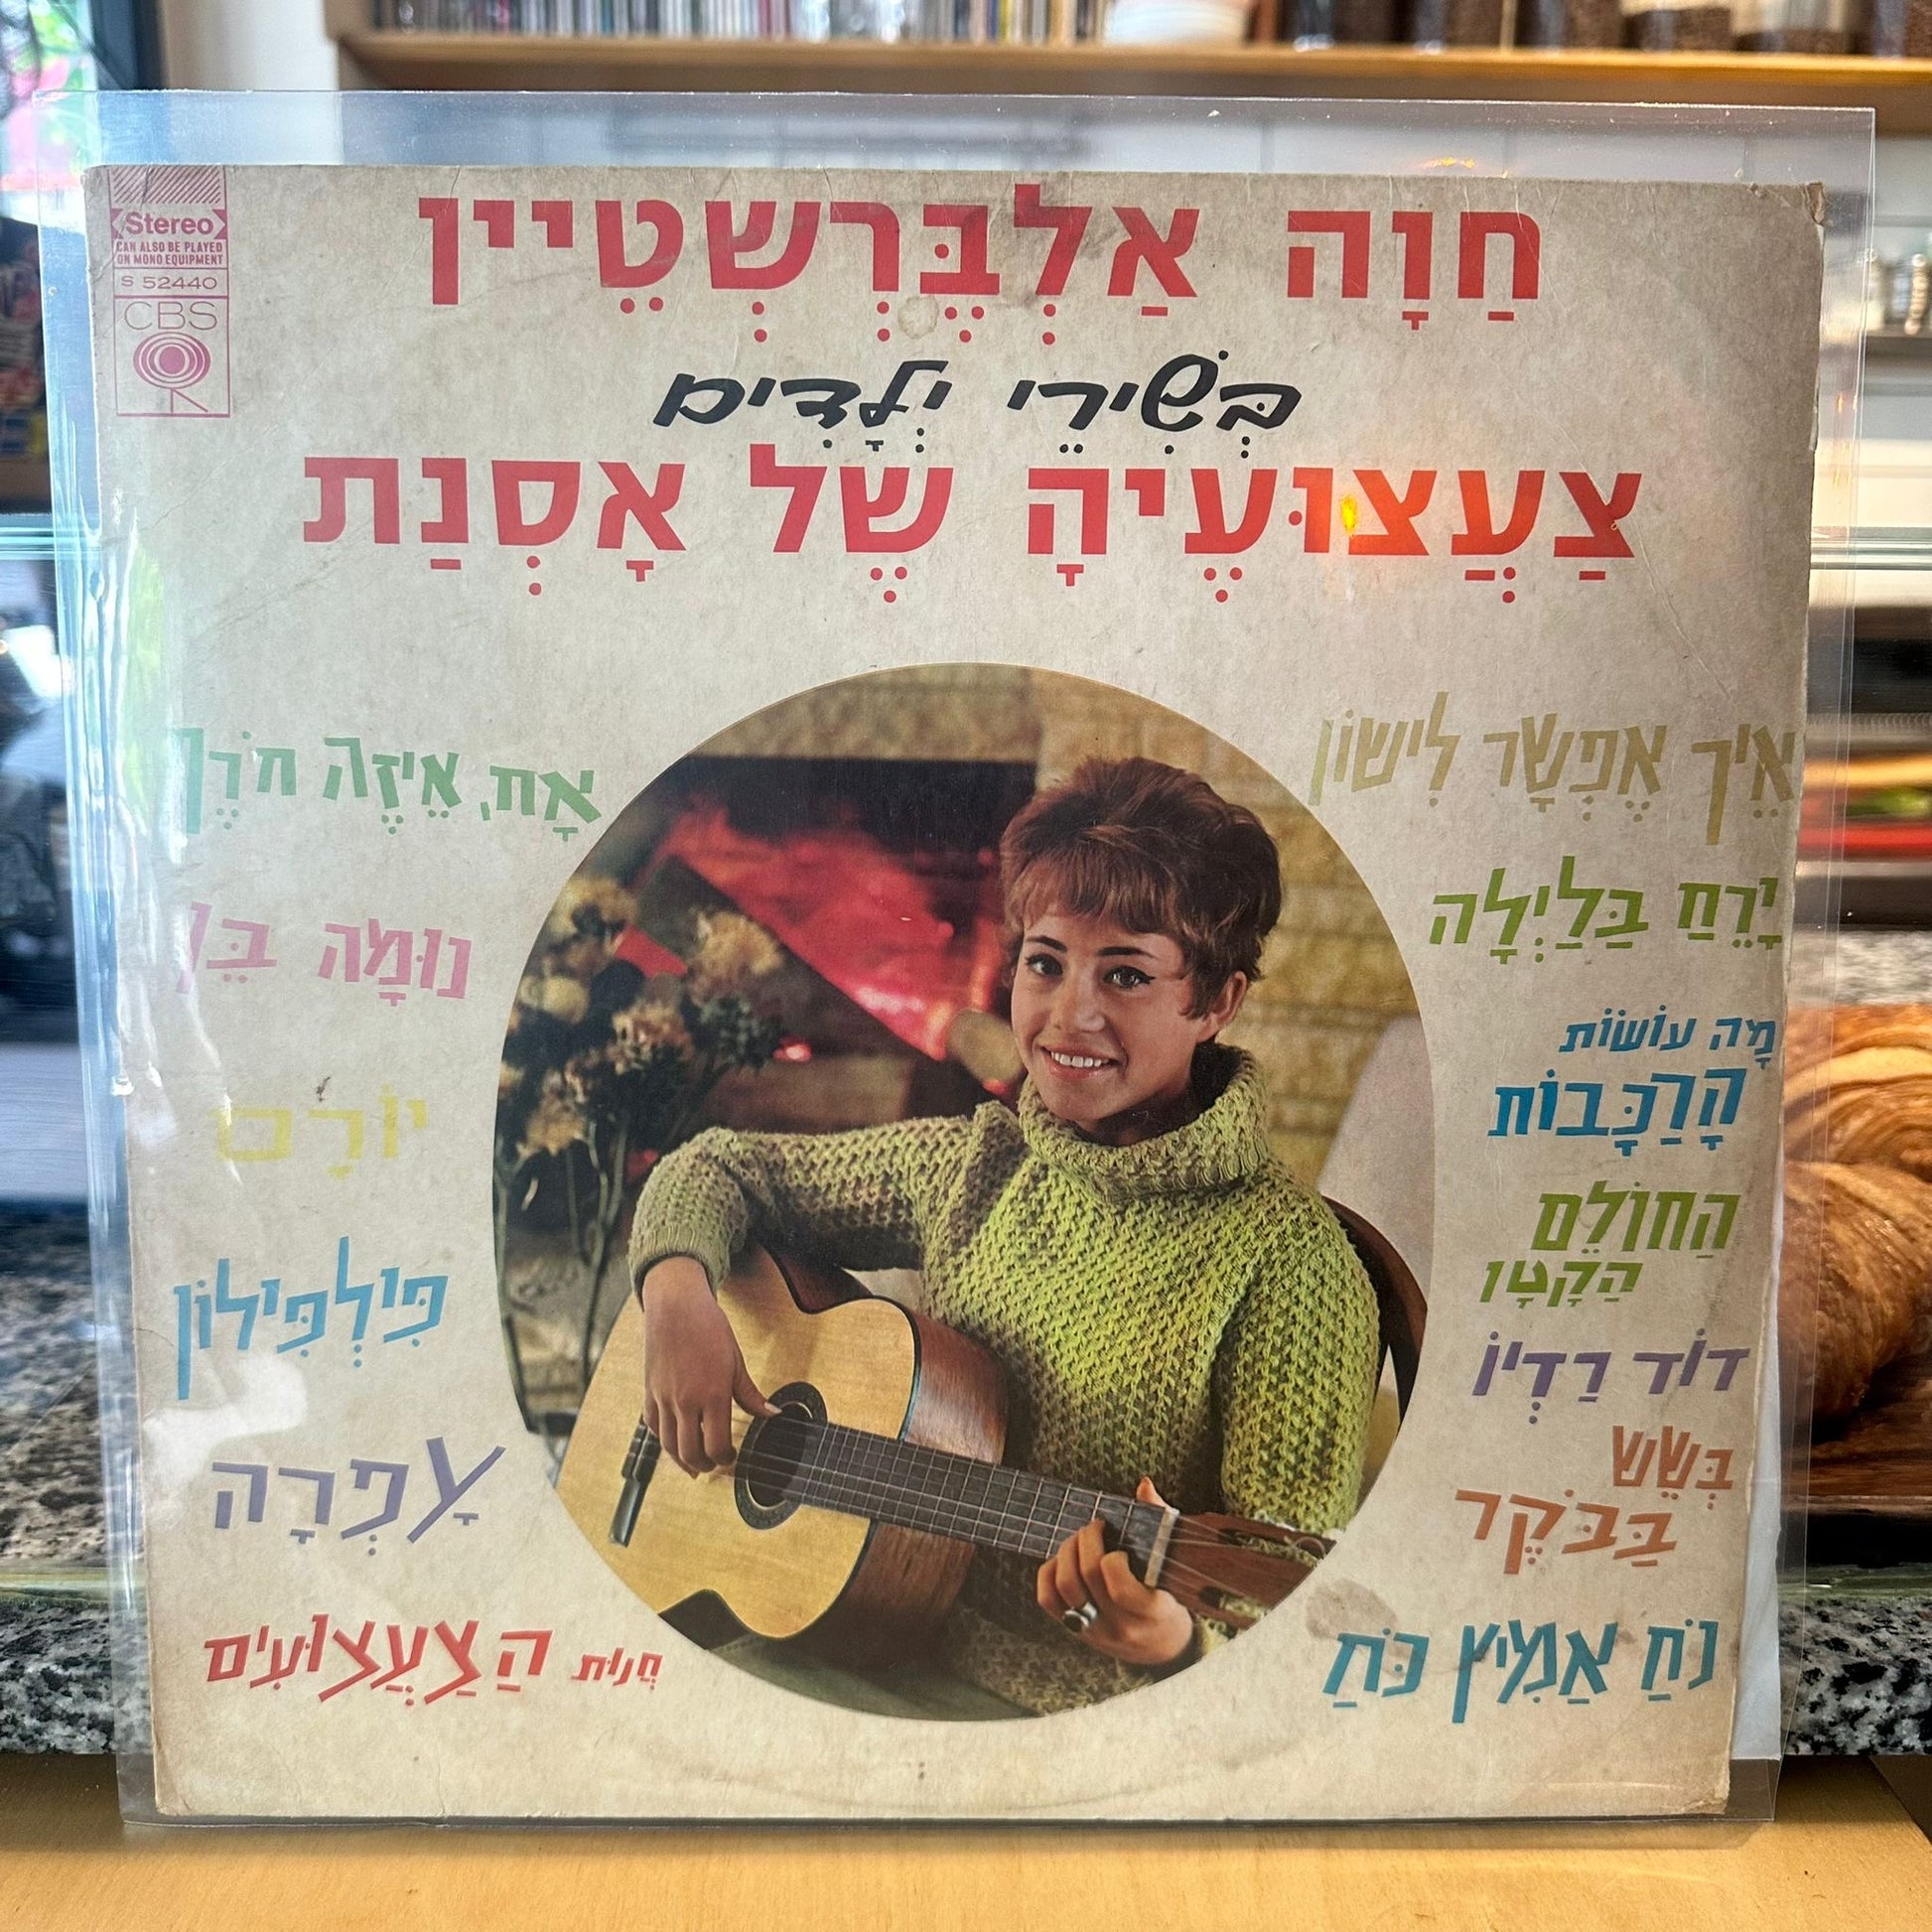 Stereo
CAN ALSO BE PLAYED
ON MONO EQUIPMENT
S 52440
CBS
חַוָה אַלְבֶּרְשְׁטֵיין
בְּשִׁירֵי יְלָדִים
צַעֲצוּעֶיהָ שֶׁל אָסְנַת
אֵיךְ אֶפְשָׁר לִישׁוֹן
יָרֵחַ בַּלַּיְלָה
מָה עוֹשׂוֹת
הָרַכָּבוֹת
הַחוֹלֵם
הַקָטָן
דוֹד רַדְיוֹ
בְּשֵׁשׁ
בַּבֹּקֶר
נֹחַ אַמִּיץ כֹּחַ
אָח, אֵיזֶה חֹרֶף
נוּמָה בֵּן
יוֹרָם
פִּילְפִּילוֹן
עָפְרָה
חֲנוּת הַצַעֲצוּעִים